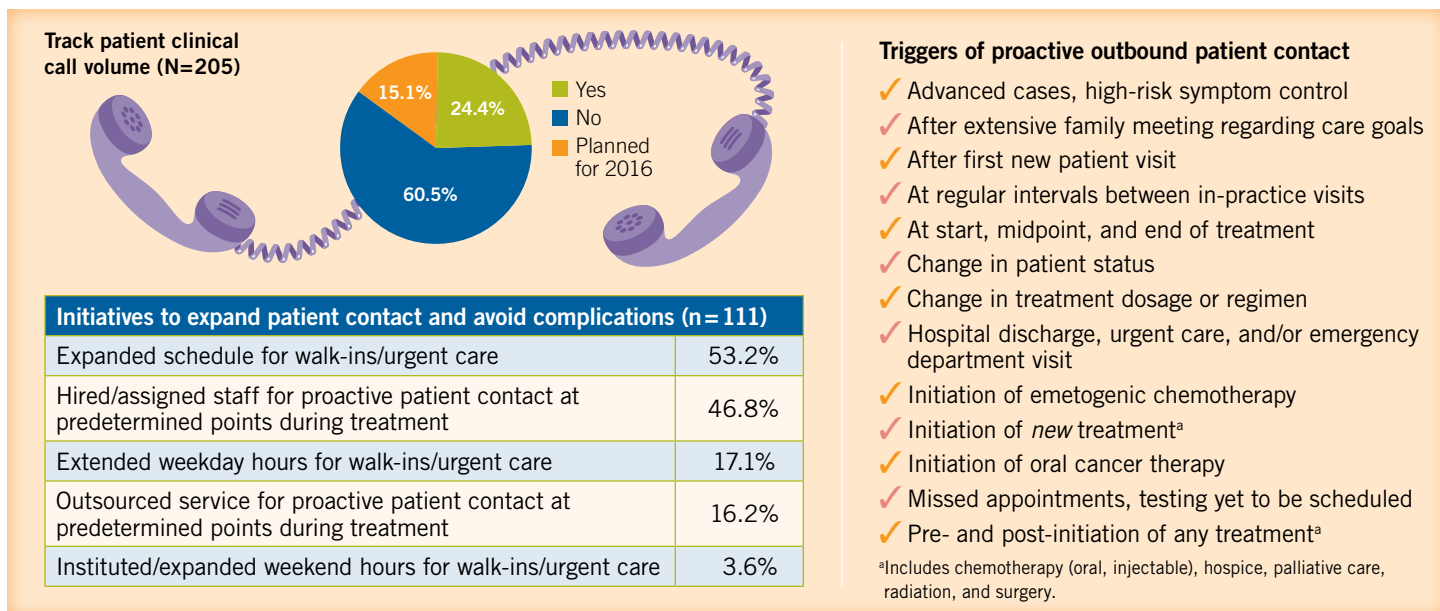 Track patient clinical
call volume (N=205)
15.1%
24.4%
60.5%
Yes
No
Planned
for 2016
Initiatives to expand patient contact and avoid complications (n=111)
Expanded schedule for walk-ins/urgent care 53.2%
Hired/assigned staff for proactive patient contact at
predetermined points during treatment 46.8%
Extended weekday hours for walk-ins/urgent care 17.1%
Outsourced service for proactive patient contact at
predetermined points during treatment 16.2%
Instituted/expanded weekend hours for walk-ins/urgent care 3.6%
Triggers of proactive outbound patient contact
✓ Advanced cases, high-risk symptom control
✓ After extensive family meeting regarding care goals
✓ After first new patient visit
✓ At regular intervals between in-practice visits
✓ At start, midpoint, and end of treatment
✓ Change in patient status
✓ Change in treatment dosage or regimen
✓ Hospital discharge, urgent care, and/or emergency
department visit
✓ Initiation of emetogenic chemotherapy
✓ Initiation of new treatmentᵃ
✓ Initiation of oral cancer therapy
✓ Missed appointments, testing yet to be scheduled
✓ Pre- and post-initiation of any treatmentᵃ
ᵃIncludes chemotherapy (oral, injectable), hospice, palliative care,
radiation, and surgery.